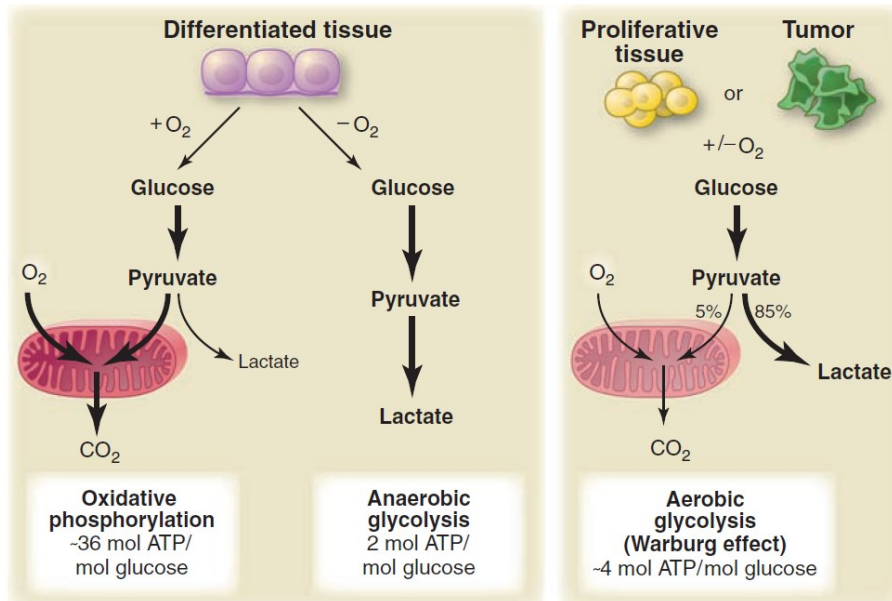 Differentiated tissue
+ O2
– O2
Glucose
Glucose
O2
Pyruvate
Pyruvate
Lactate
Lactate
CO2
Oxidative
phosphorylation
~36 mol ATP/
mol glucose
Anaerobic
glycolysis
2 mol ATP/
mol glucose
Proliferative
tissue
or
Tumor
+/– O2
Glucose
O2
Pyruvate
5%
85%
Lactate
CO2
Aerobic
glycolysis
(Warburg effect)
~4 mol ATP/mol glucose